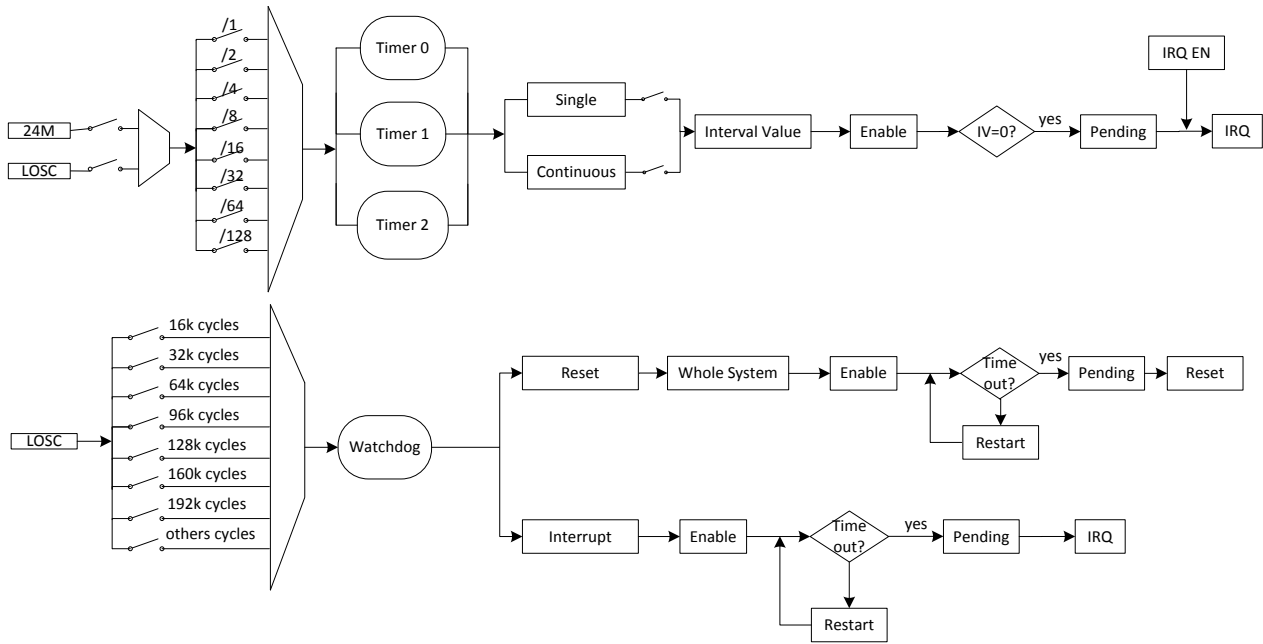 /1
/2
/4
/8
/16
/32
/64
/128
24M
LOSC
Timer 0
Timer 1
Timer 2
Single
Continuous
Interval Value
Enable
IV=0?
yes
Pending
IRQ EN
IRQ
LOSC
16k cycles
32k cycles
64k cycles
96k cycles
128k cycles
160k cycles
192k cycles
others cycles
Watchdog
Reset
Whole System
Enable
Time
out?
yes
Pending
Reset
Restart
Interrupt
Enable
Time
out?
yes
Pending
IRQ
Restart